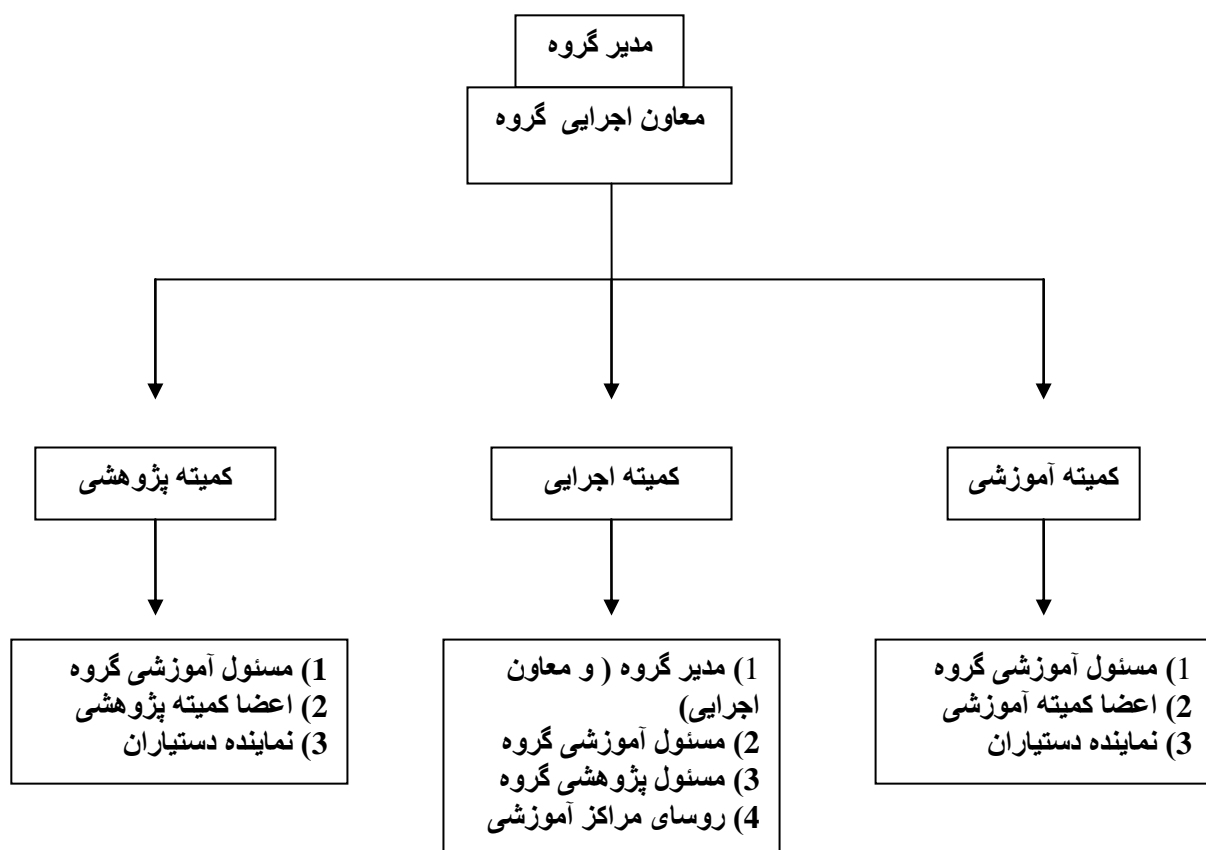 مدیر گروه
معاون اجرایی گروه
کمیته آموزشی
کمیته اجرایی
کمیته پژوهشی
1) مسئول آموزشی گروه
2) اعضا کمیته آموزشی
3) نماینده دستیاران
1) مدیر گروه ( و معاون
اجرایی)
2) مسئول آموزشی گروه
3) مسئول پژوهشی گروه
4) روسای مراکز آموزشی
1) مسئول آموزشی گروه
2) اعضا کمیته پژوهشی
3) نماینده دستیاران